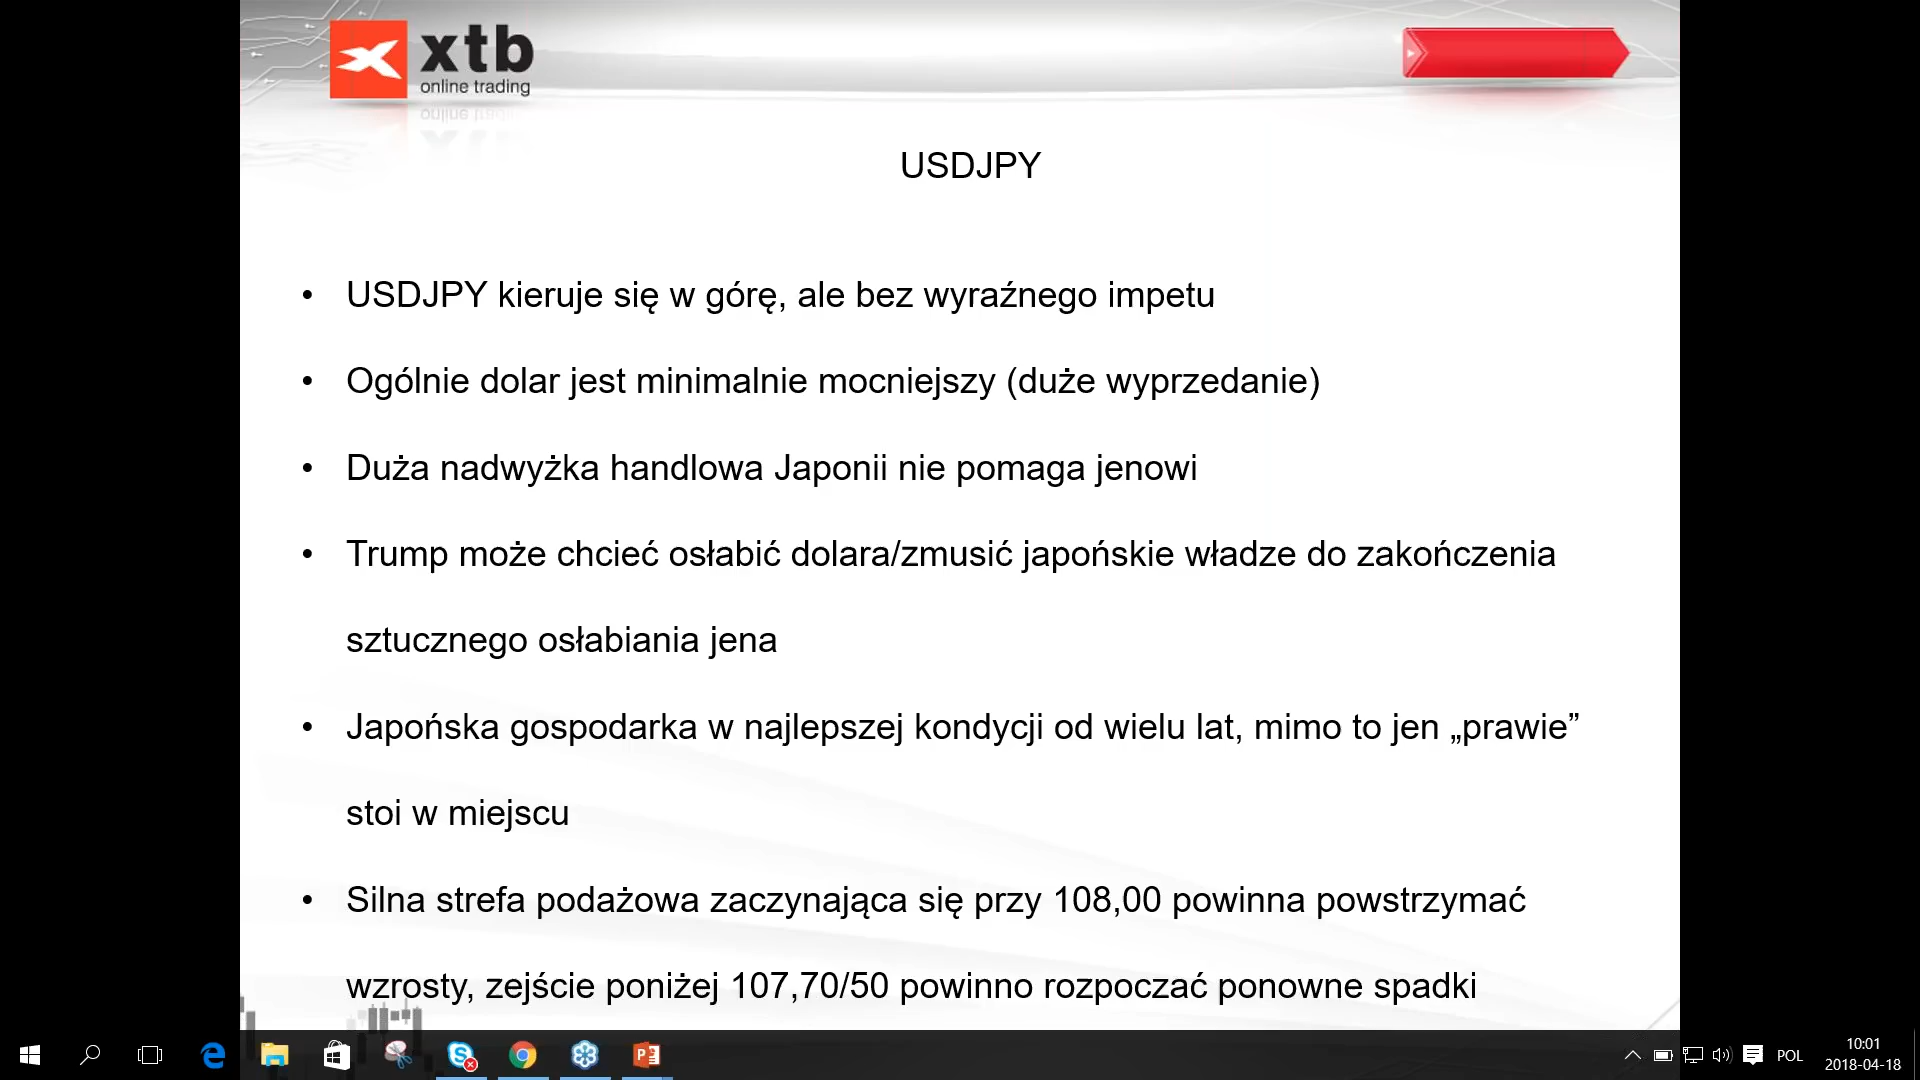 xtb
online trading
USDJPY
• USDJPY kieruje się w górę, ale bez wyraźnego impetu
• Ogólnie dolar jest minimalnie mocniejszy (duże wyprzedanie)
• Duża nadwyżka handlowa Japonii nie pomaga jenowi
• Trump może chcieć osłabić dolara/zmusić japońskie władze do zakończenia
sztucznego osłabiania jena
• Japońska gospodarka w najlepszej kondycji od wielu lat, mimo to jen „prawie”
stoi w miejscu
• Silna strefa podażowa zaczynająca się przy 108,00 powinna powstrzymać
wzrosty, zejście poniżej 107,70/50 powinno rozpoczać ponowne spadki
POL
10:01
2018-04-18